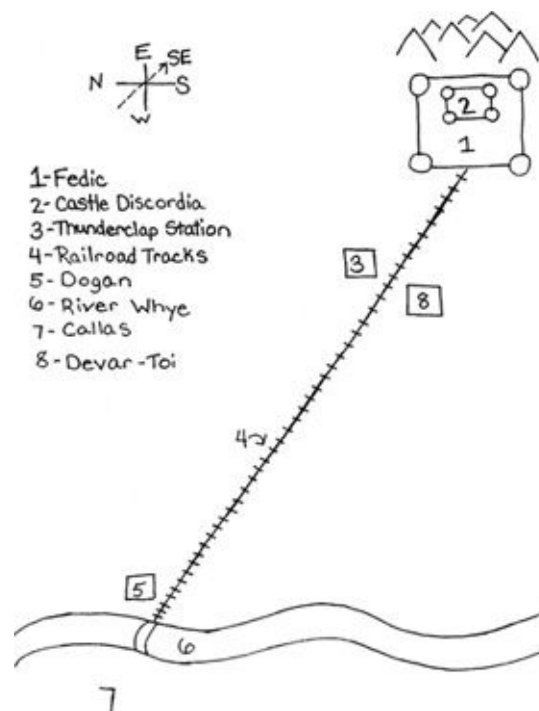 E
SE
N
S
W
1-Fedic
2-Castle Discordia
3-Thunderclap Station
4-Railroad Tracks
5-Dogan
6-River Whye
7-Callas
8-Devar-Toi
2
1
3
8
4
5
6
7